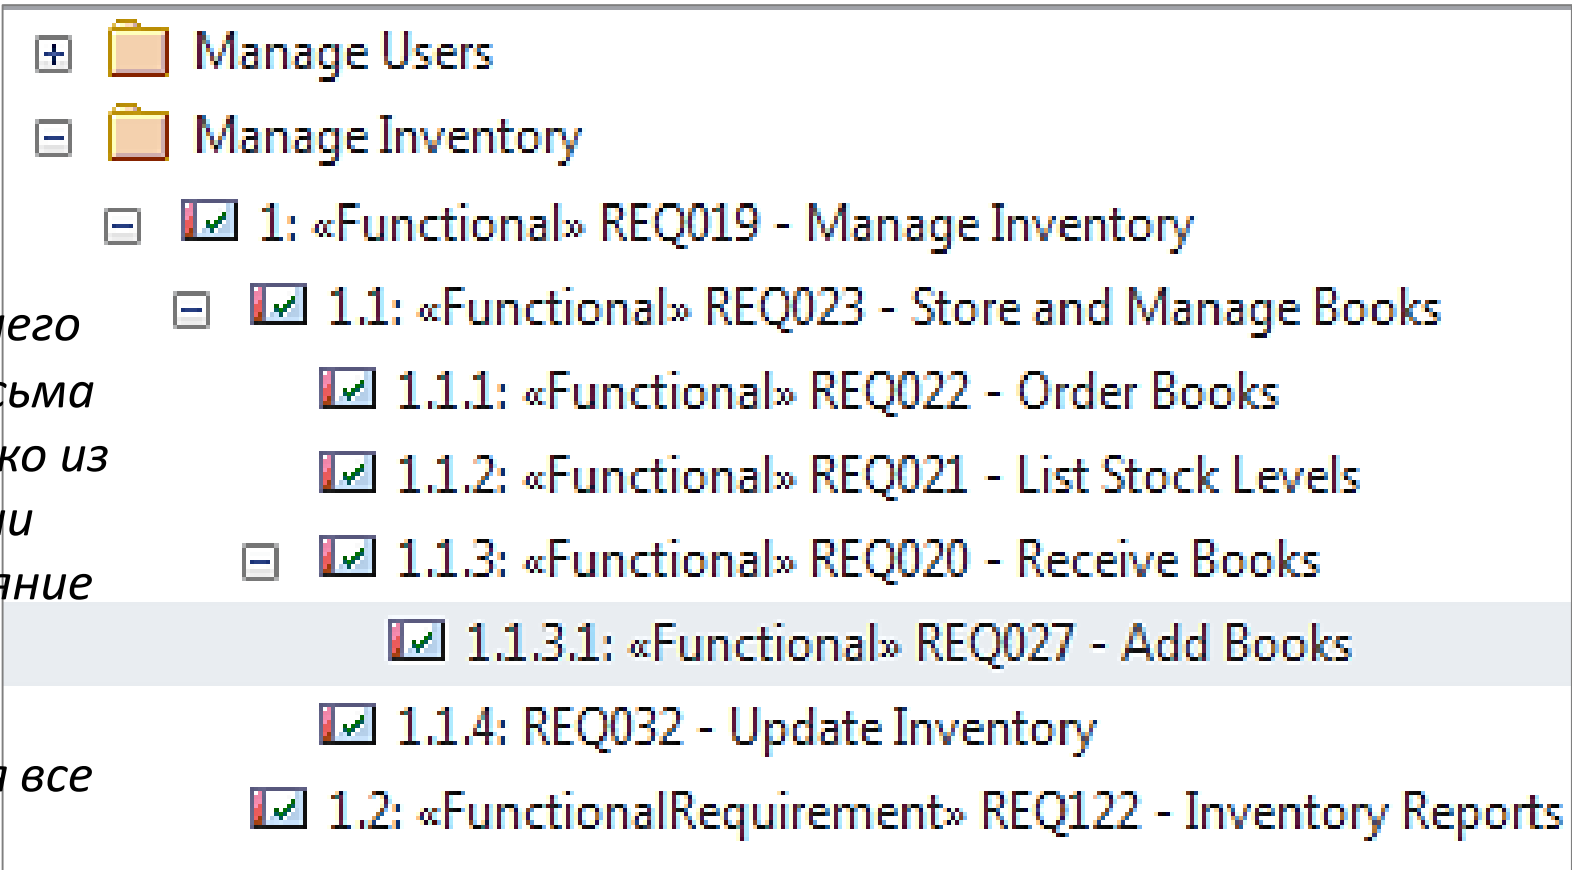 Manage Users
Manage Inventory
1: «Functional» REQ019 - Manage Inventory
1.1: «Functional» REQ023 - Store and Manage Books
1.1.1: «Functional» REQ022 - Order Books
1.1.2: «Functional» REQ021 - List Stock Levels
1.1.3: «Functional» REQ020 - Receive Books
1.1.3.1: «Functional» REQ027 - Add Books
1.1.4: REQ032 - Update Inventory
1.2: «FunctionalRequirement» REQ122 - Inventory Reports
из
все